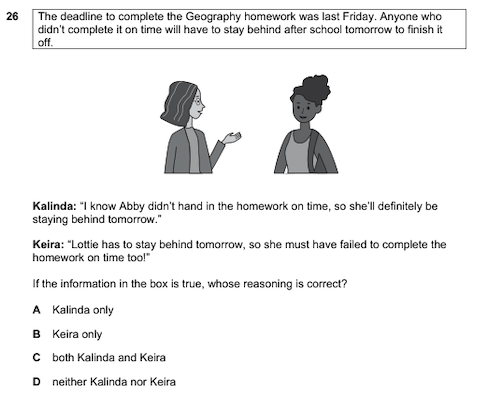 26 The deadline to complete the Geography homework was last Friday. Anyone who
didn't complete it on time will have to stay behind after school tomorrow to finish it
off.
Kalinda: "I know Abby didn't hand in the homework on time, so she'll definitely be
staying behind tomorrow."
Keira: "Lottie has to stay behind tomorrow, so she must have failed to complete the
homework on time too!"
If the information in the box is true, whose reasoning is correct?
A Kalinda only
B Keira only
C both Kalinda and Keira
D neither Kalinda nor Keira